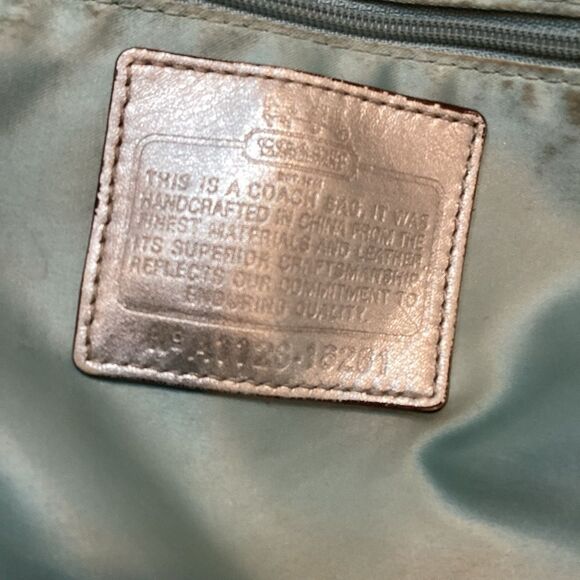 COACH
THIS IS A COACH BAG. IT WAS
HANDCRAFTED IN CHINA FROM THE
FINEST MATERIALS AND LEATHER.
ITS SUPERIOR CRAFTSMANSHIP
REFLECTS OUR COMMITMENT TO
ENDURING QUALITY.